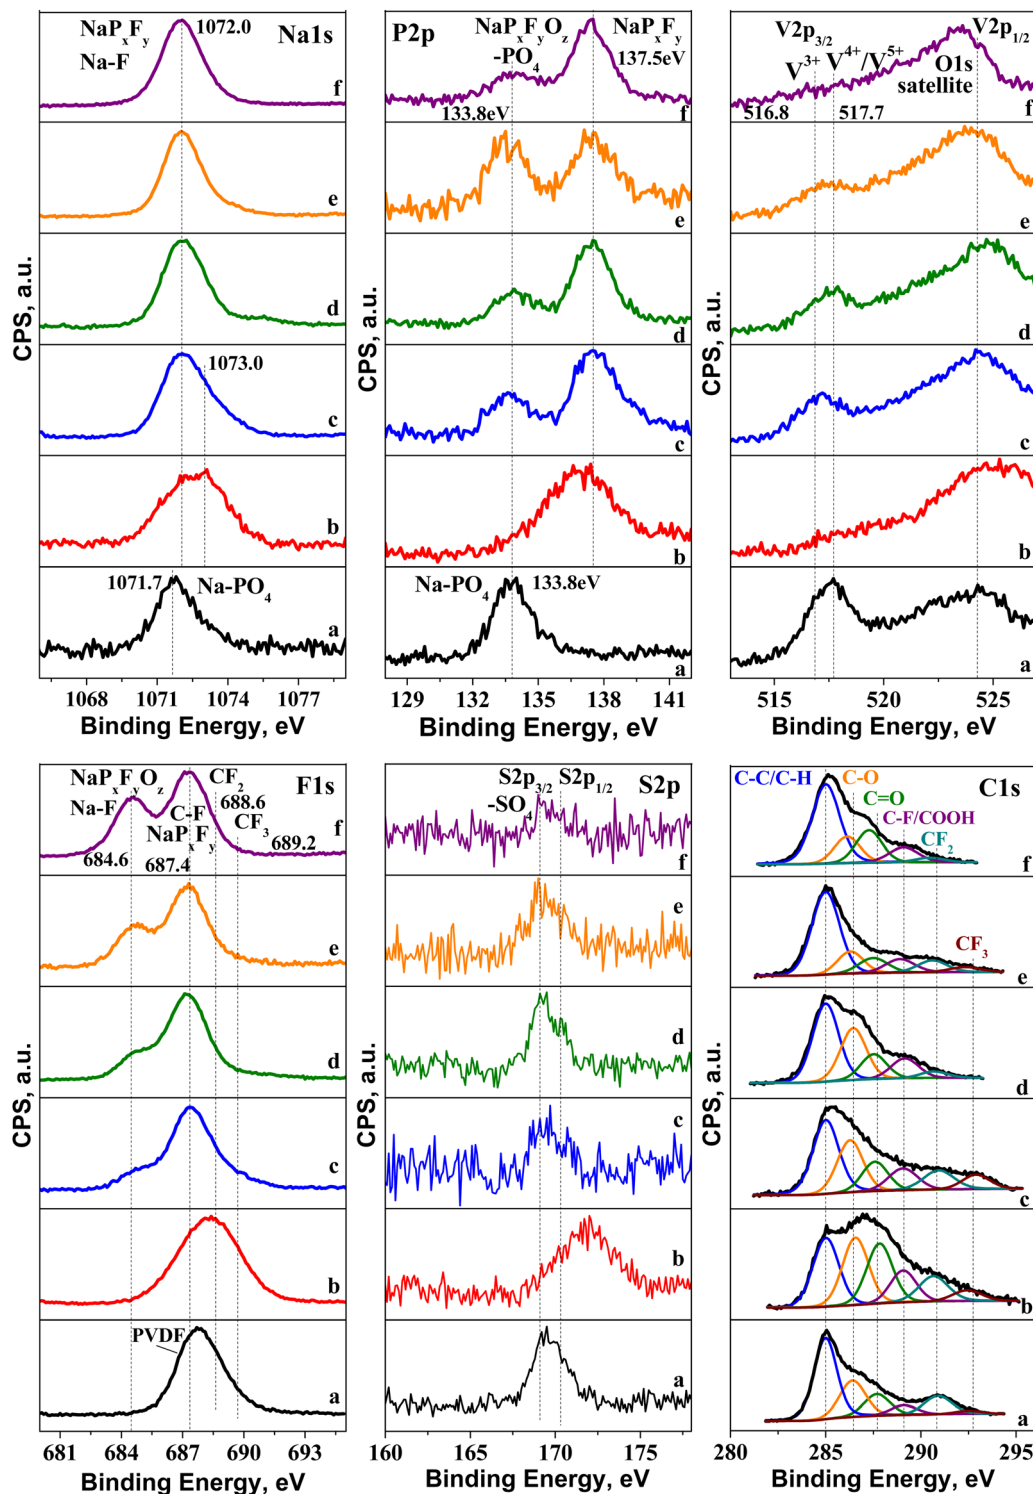 NaPxFy
Na-F
1072.0
Na1s
f
e
d
1073.0
c
b
1071.7
Na-PO4
a
CPS, a.u.
1068 1071 1074 1077
Binding Energy, eV
P2p
NaPxFyOz
-PO4
NaPxFy
137.5eV
133.8eV
f
e
d
c
b
Na-PO4
133.8eV
a
CPS, a.u.
129 132 135 138 141
Binding Energy, eV
V2p3/2
V2p1/2
V3+ V4+/V5+
O1s
satellite
516.8
517.7
f
e
d
c
b
a
515 520 525
Binding Energy, eV
NaPxFyOz
Na-F
CF2
688.6
F1s
C-F
NaPxFy
CF3
689.2
684.6
687.4
f
e
d
c
b
PVDF
a
CPS, a.u.
681 684 687 690 693
Binding Energy, eV
S2p3/2
S2p1/2
S2p
-SO4
f
e
d
c
b
a
CPS, a.u.
160 165 170 175
Binding Energy, eV
C-C/C-H
C-O
C1s
C=O
C-F/COOH
CF2
f
CF3
e
d
c
b
a
CPS, a.u.
280 285 290 295
Binding Energy, eV